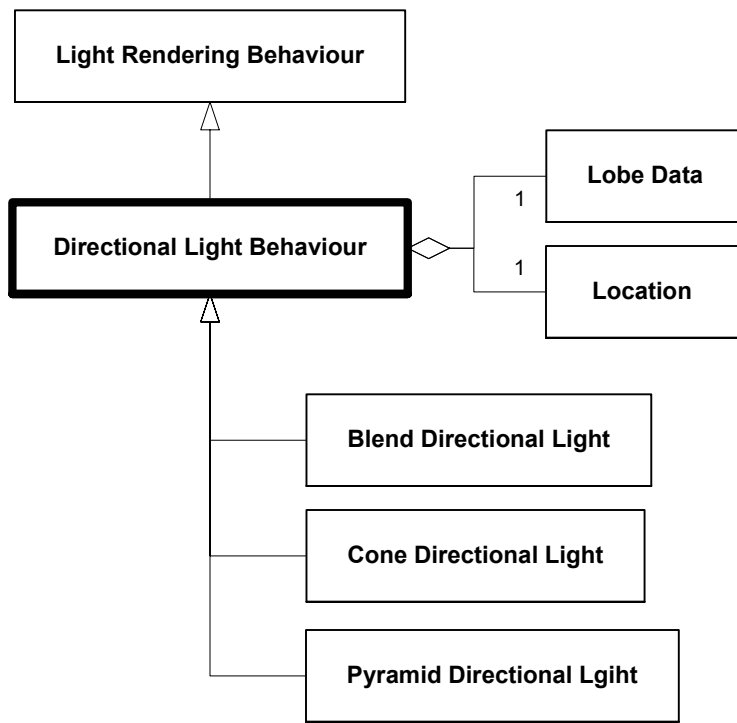 Light Rendering Behaviour
Lobe Data
1
Directional Light Behaviour
1
Location
Blend Directional Light
Cone Directional Light
Pyramid Directional Lgiht